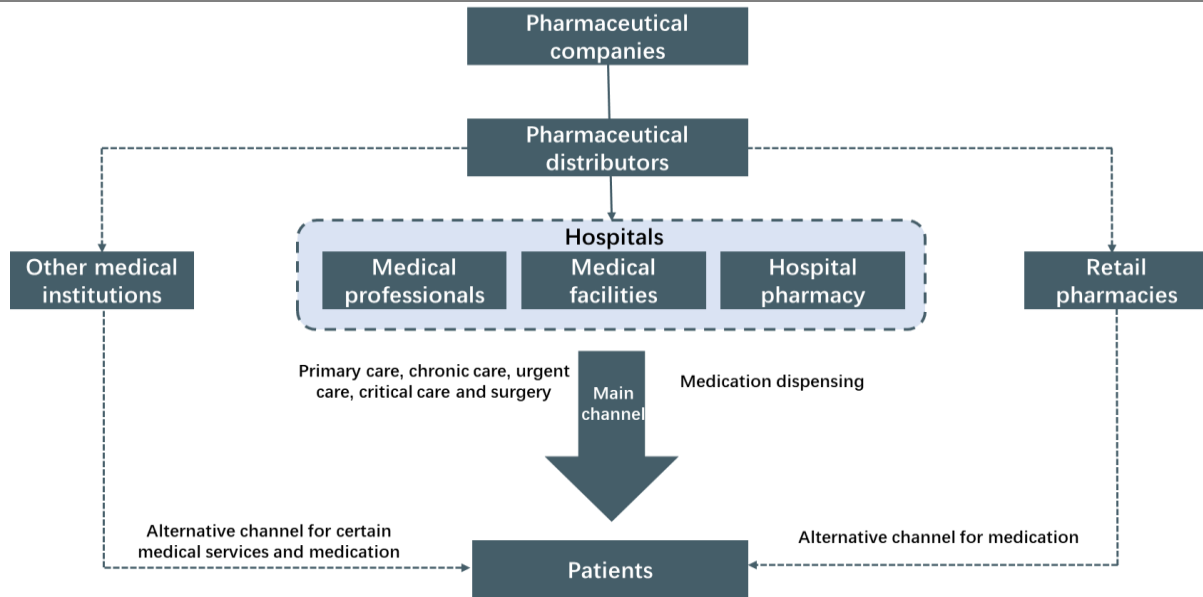 Pharmaceutical
companies
Pharmaceutical
distributors
Hospitals
Other medical
institutions
Medical
professionals
Medical
facilities
Hospital
pharmacy
Retail
pharmacies
Primary care, chronic care, urgent
care, critical care and surgery
Main
channel
Medication dispensing
Alternative channel for certain
medical services and medication
Alternative channel for medication
Patients